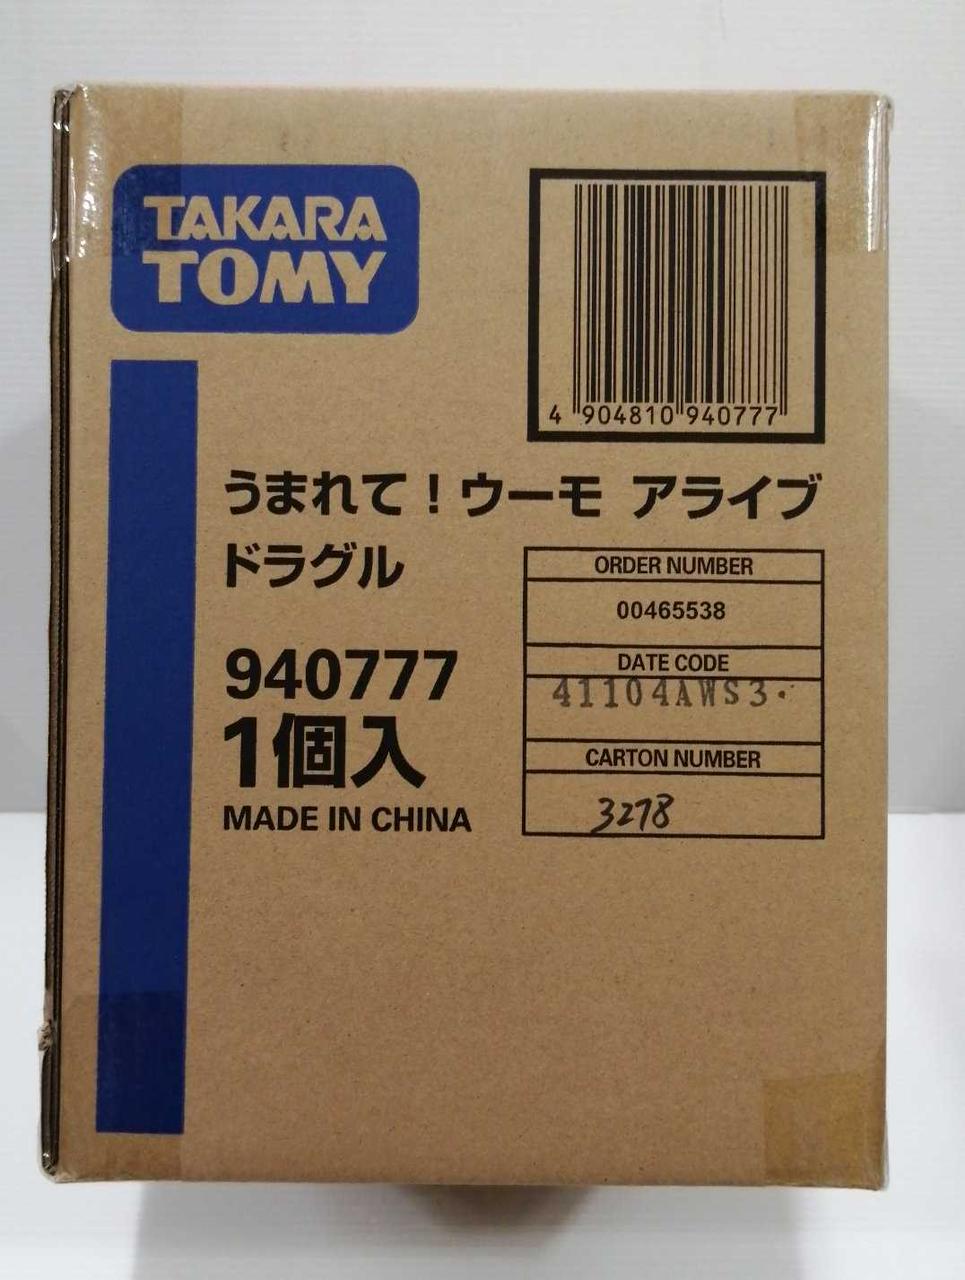 TAKARA
TOMY
4 904810 940777
うまれて！ウーモ アライブ
ドラグル
940777
1個入
MADE IN CHINA
ORDER NUMBER
00465538
DATE CODE
41104AWS3
CARTON NUMBER
3278